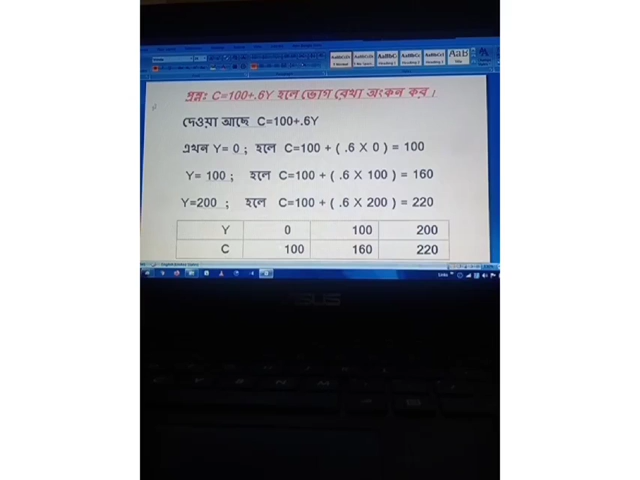 প্রশ্নঃ C=100+.6Y হলে ভোগ রেখা অংকন কর।
দেওয়া আছে C=100+.6Y
এখন Y= 0 ; হলে C=100 + ( .6 X 0 ) = 100
Y= 100 ; হলে C=100 + ( .6 X 100 ) = 160
Y=200 ; হলে C=100 + ( .6 X 200 ) = 220
Y 0 100 200
C 100 160 220
ASUS